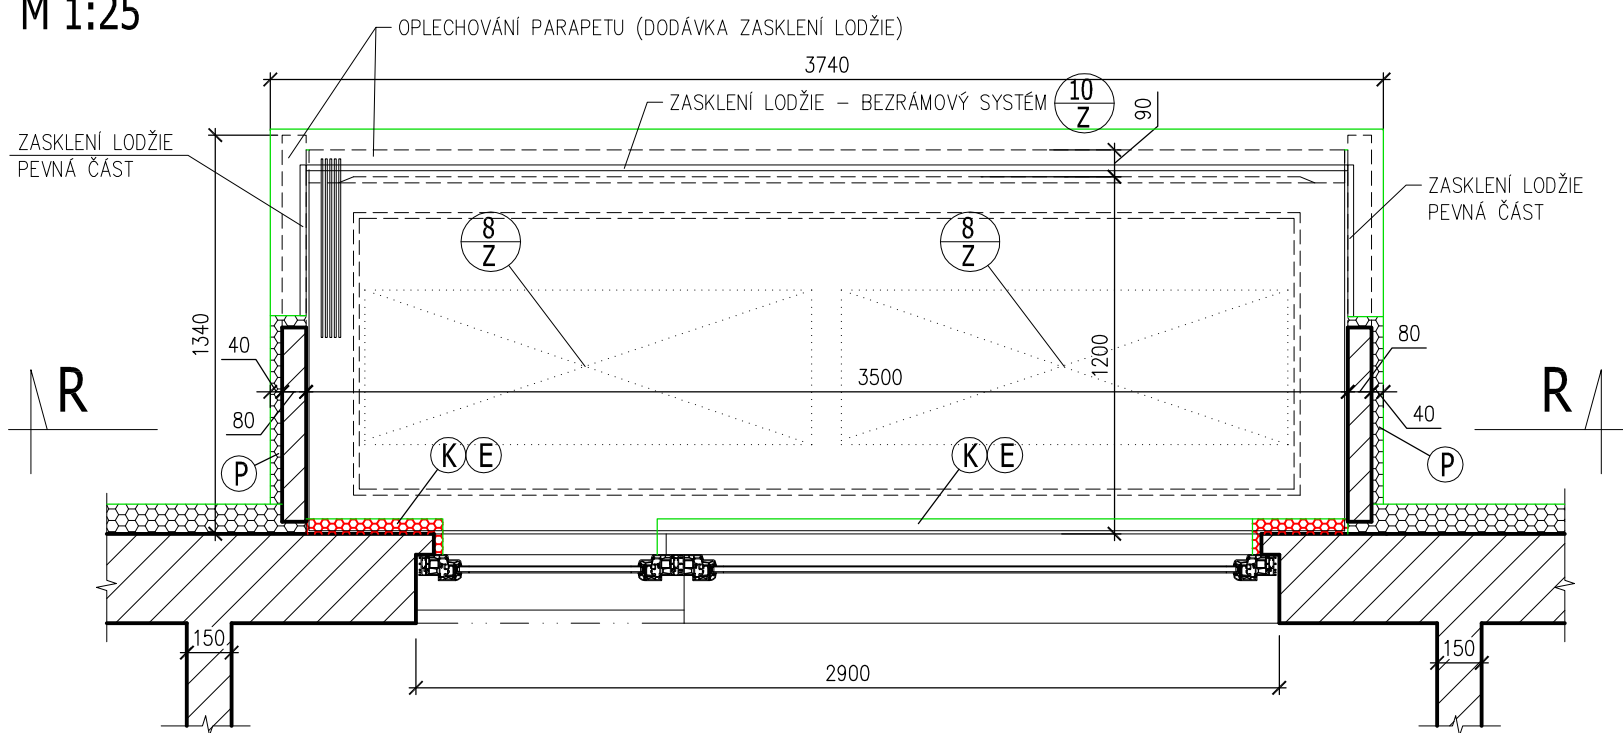 M 1:25
OPLECHOVÁNÍ PARAPETU (DODÁVKA ZASKLENÍ LODŽIE)
3740
ZASKLENÍ LODŽIE – BEZRÁMOVÝ SYSTÉM
10
Z
90
ZASKLENÍ LODŽIE
PEVNÁ ČÁST
ZASKLENÍ LODŽIE
PEVNÁ ČÁST
8
Z
8
Z
1340
40
1200
80
R
3500
R
80
40
K E
K E
P
P
150
150
2900